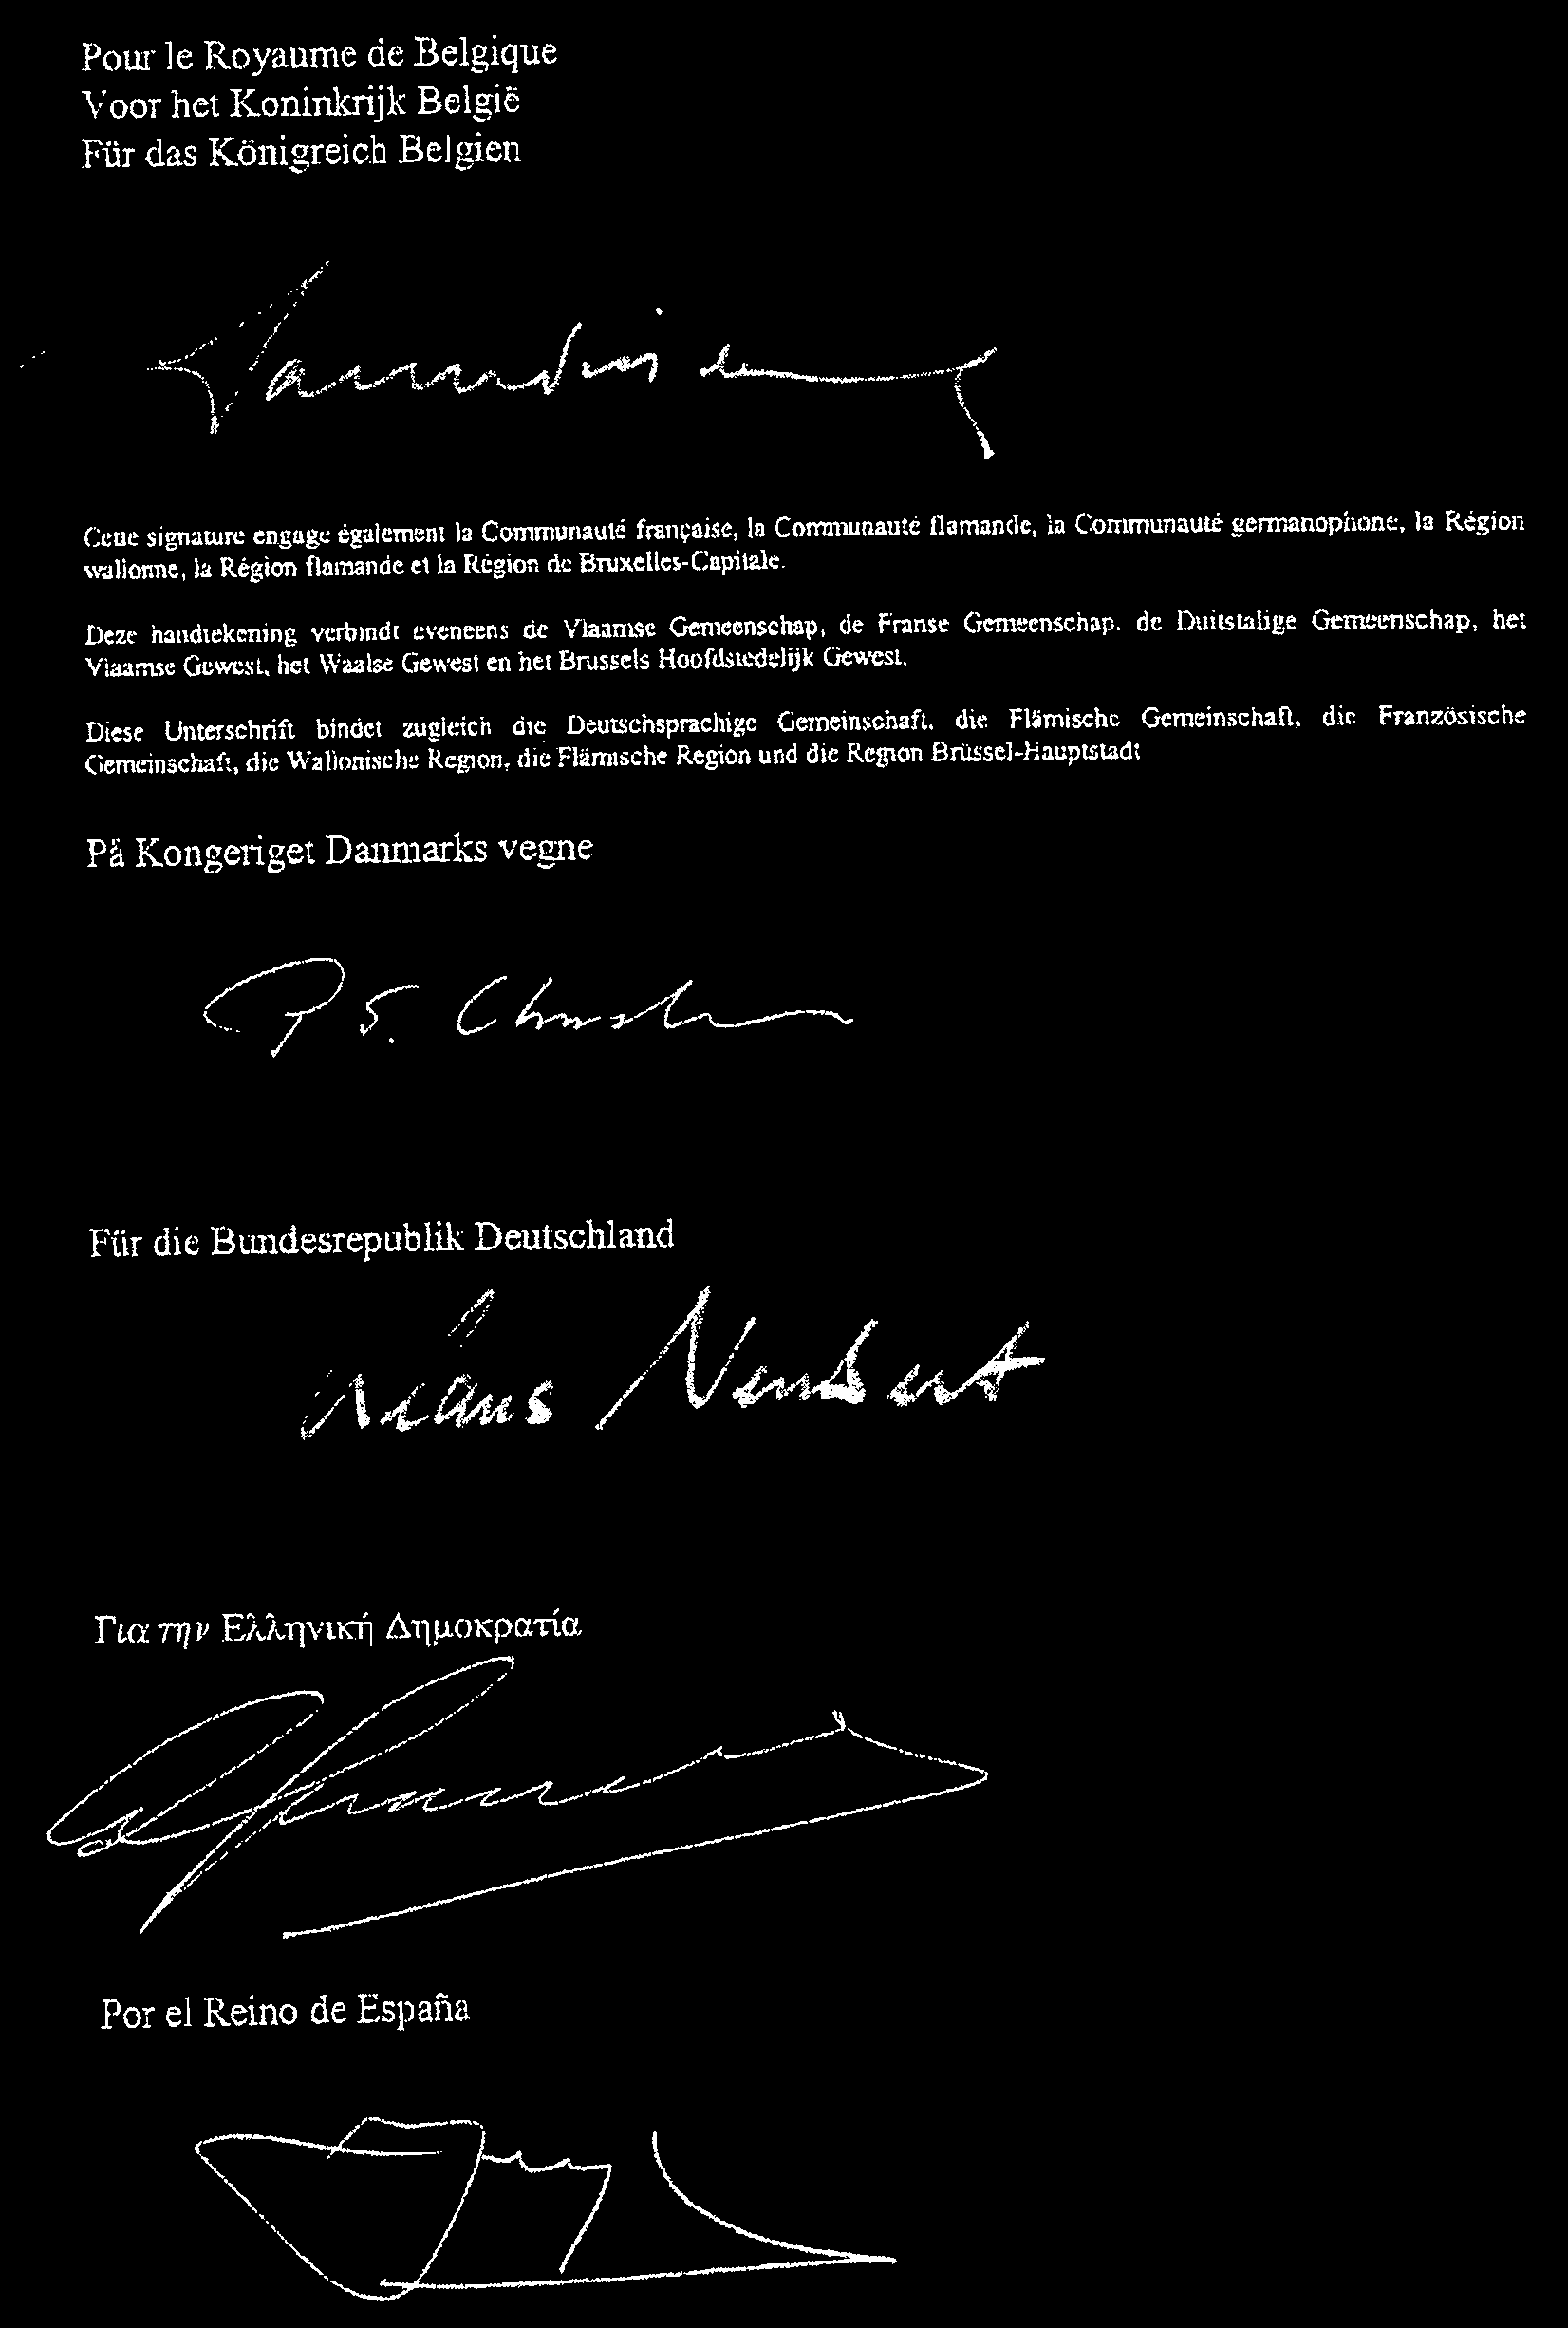 Pour le Royaume de Belgique
Voor het Koninkrijk België
Für das Königreich Belgien
Cette signature engage également la Communauté française, la Communauté flamande, la Communauté germanophone, la Région
wallonne, la Région flamande et la Région de Bruxelles-Capitale.
Deze handtekening verbindt eveneens de Vlaamse Gemeenschap, de Franse Gemeenschap, de Duitstalige Gemeenschap, het
Vlaamse Gewest, het Waalse Gewest en het Brussels Hoofdstedelijk Gewest.
Diese Unterschrift bindet zugleich die Deutschsprachige Gemeinschaft, die Flämische Gemeinschaft, die Französische
Gemeinschaft, die Wallonische Region, die Flämische Region und die Region Brüssel-Hauptstadt
På Kongeriget Danmarks vegne
P S.
Für die Bundesrepublik Deutschland
Klaus Neubert
Για την Ελληνική Δημοκρατία
Por el Reino de España